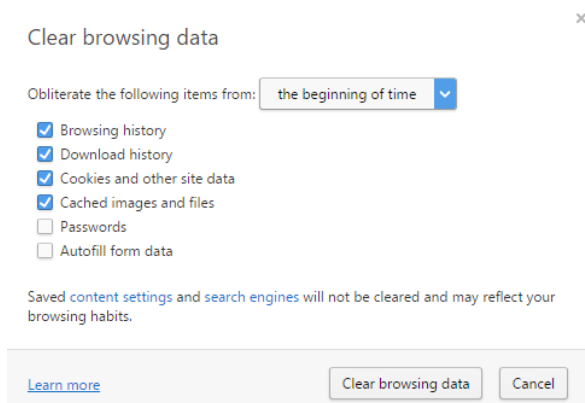 Clear browsing data
Obliterate the following items from: the beginning of time
Browsing history
Download history
Cookies and other site data
Cached images and files
Passwords
Autofill form data
Saved content settings and search engines will not be cleared and may reflect your
browsing habits.
Learn more Clear browsing data Cancel